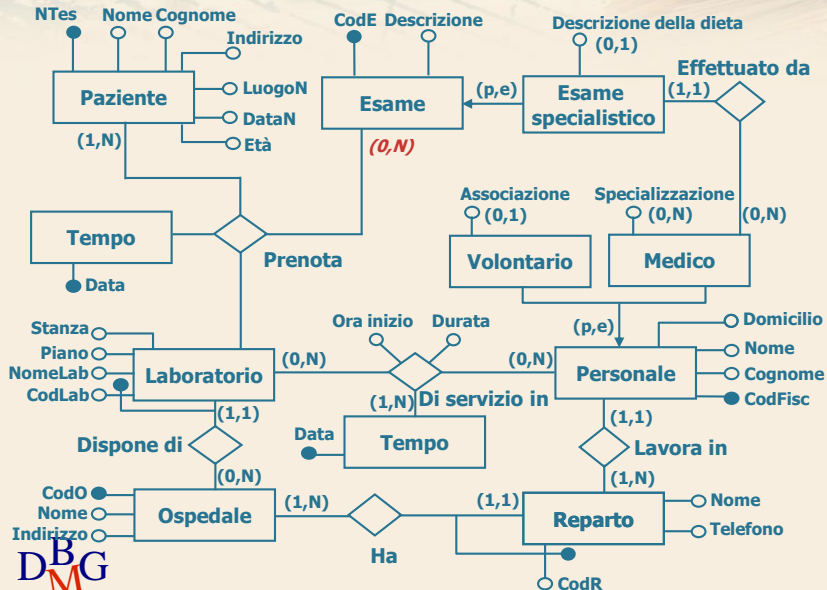 NTes
Nome Cognome
Indirizzo
LuogoN
DataN
Età
Paziente
(1,N)
CodE
Descrizione
Esame
(0,N)
(p,e)
Descrizione della dieta
(0,1)
Esame
specialistico
(1,1)
Effettuato da
(0,N)
Tempo
Data
Prenota
Associazione
(0,1)
Volontario
Specializzazione
(0,N)
Medico
(p,e)
Stanza
Piano
NomeLab
CodLab
Laboratorio
(0,N)
(1,1)
Ora inizio
Durata
Di servizio in
(1,N)
(0,N)
Data
Tempo
Personale
Domicilio
Nome
Cognome
CodFisc
(1,1)
Lavora in
(1,N)
Dispone di
(0,N)
CodO
Nome
Indirizzo
Ospedale
(1,N)
Ha
(1,1)
Reparto
Nome
Telefono
CodR
DBMG